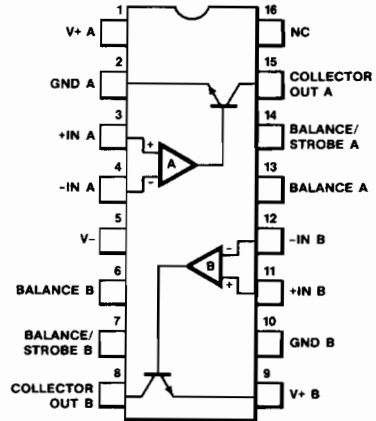 1
16
V+ A
NC
2
15
GND A
COLLECTOR
OUT A
3
14
+IN A
BALANCE/
STROBE A
+
A
4
13
-IN A
−
BALANCE A
5
12
V−
-IN B
−
B
6
11
BALANCE B
+
+IN B
7
10
BALANCE/
STROBE B
GND B
8
9
COLLECTOR
OUT B
V+ B